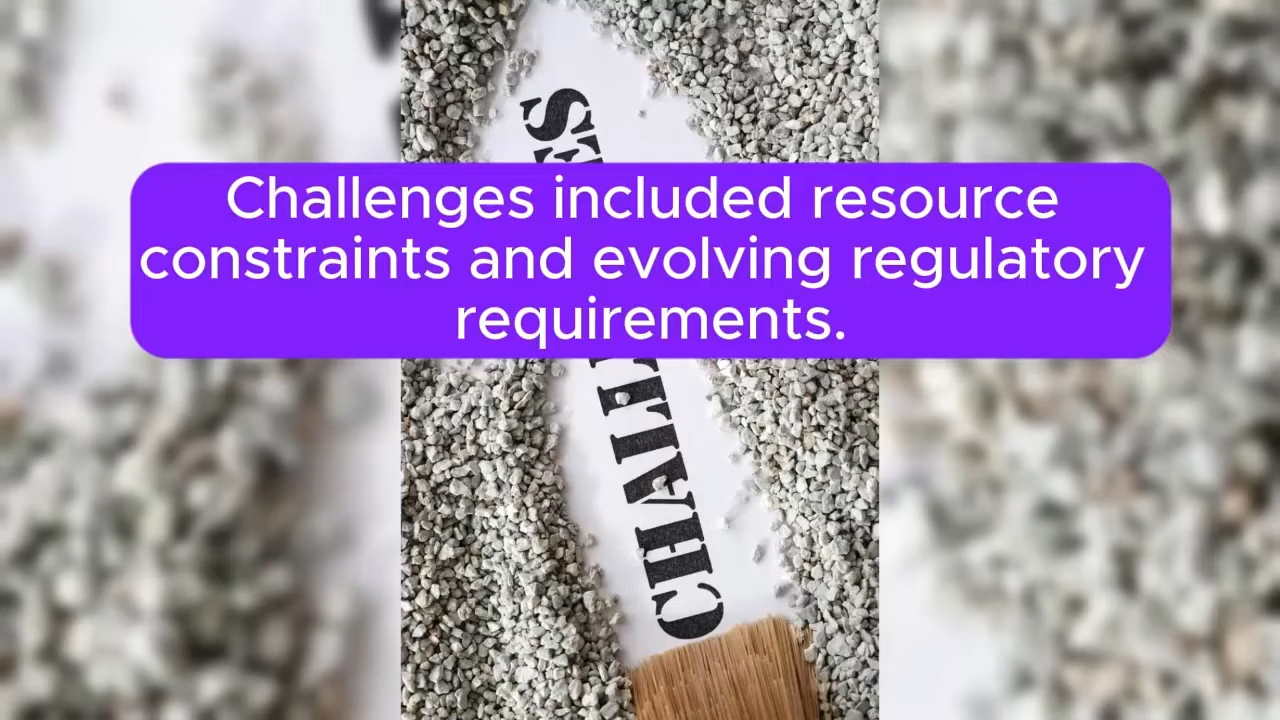 Challenges included resource
constraints and evolving regulatory
requirements.